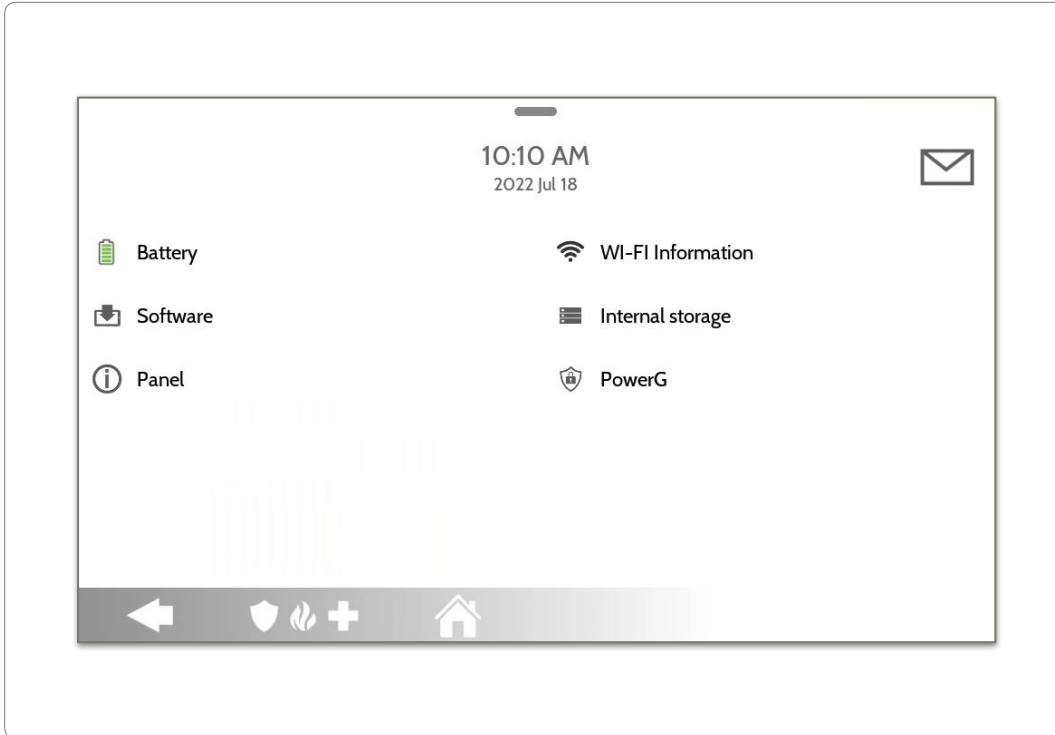 10:10 AM
2022 Jul 18
Battery
WI-FI Information
Software
Internal storage
Panel
PowerG